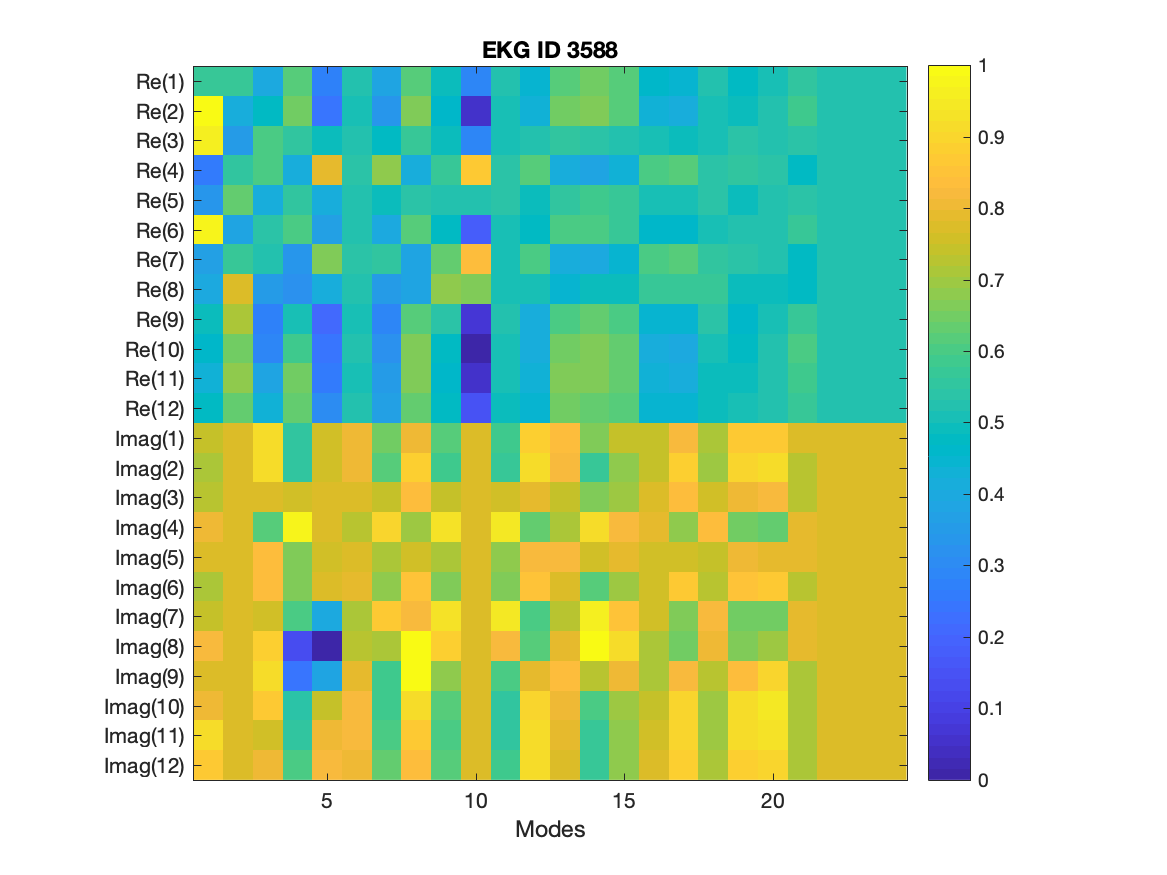 EKG ID 3588
Re(1)
Re(2)
Re(3)
Re(4)
Re(5)
Re(6)
Re(7)
Re(8)
Re(9)
Re(10)
Re(11)
Re(12)
Imag(1)
Imag(2)
Imag(3)
Imag(4)
Imag(5)
Imag(6)
Imag(7)
Imag(8)
Imag(9)
Imag(10)
Imag(11)
Imag(12)
5 10 15 20
Modes
1
0.9
0.8
0.7
0.6
0.5
0.4
0.3
0.2
0.1
0